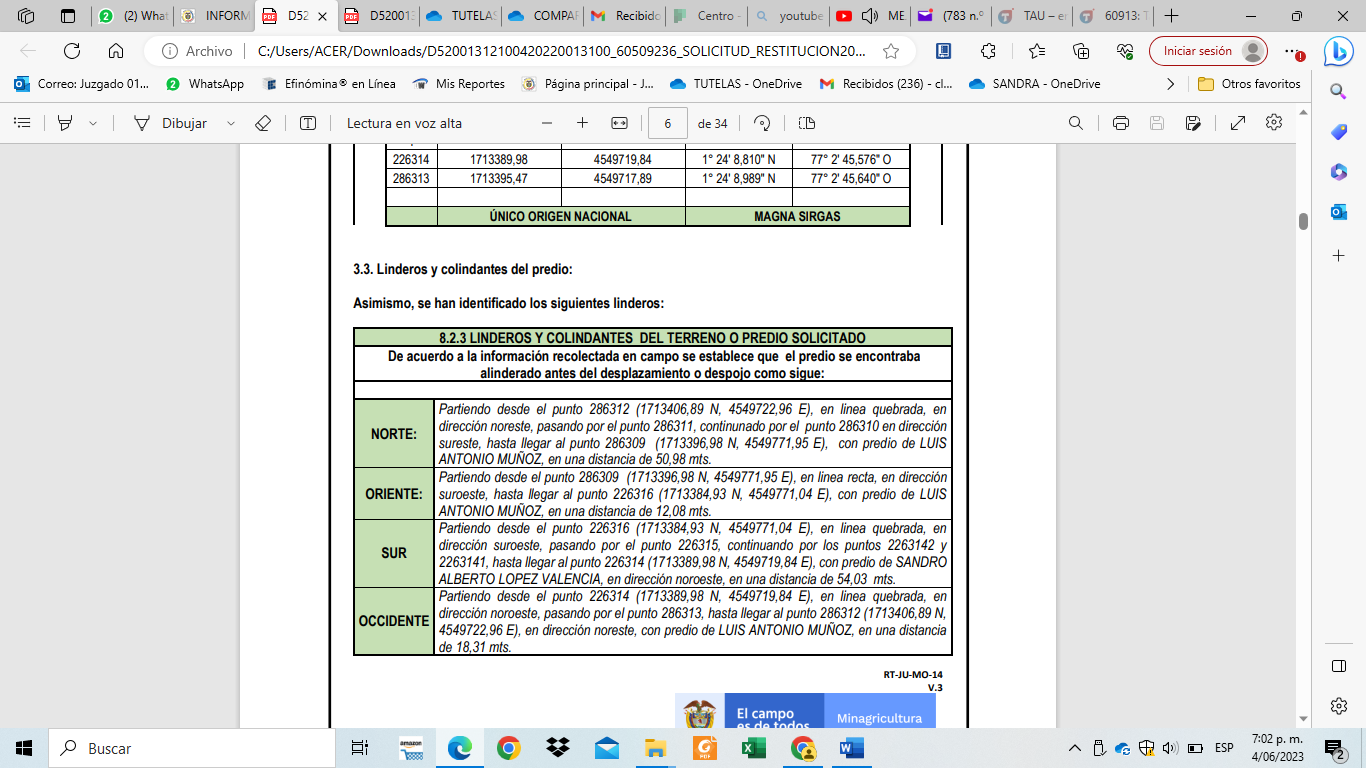 (2) What
INFORM
D52
D52001
TUTELAS
COMPAR
Recibido
Centro -
youtube
ME
(783 n.º
TAU – er
60913: T
Archivo
C:/Users/ACER/Downloads/D520013121004202200013100_60509236_SOLICITUD_RESTITUCION20...
Iniciar sesión
Correo: Juzgado 01...
WhatsApp
Efinómina® en Línea
Mis Reportes
Página principal - J...
TUTELAS - OneDrive
Recibidos (236) - cl...
SANDRA - OneDrive
Otros favoritos
Dibujar
Lectura en voz alta
6
de 34
226314 1713389,98 4549719,84 1° 24' 8,810" N 77° 2' 45,576" O
286313 1713395,47 4549717,89 1° 24' 8,989" N 77° 2' 45,640" O
ÚNICO ORIGEN NACIONAL MAGNA SIRGAS
3.3. Linderos y colindantes del predio:
Asimismo, se han identificado los siguientes linderos:
8.2.3 LINDEROS Y COLINDANTES DEL TERRENO O PREDIO SOLICITADO
De acuerdo a la información recolectada en campo se establece que el predio se encontraba
alinderado antes del desplazamiento o despojo como sigue:
NORTE:
Partiendo desde el punto 286312 (1713406,89 N, 4549722,96 E), en linea quebrada, en
dirección noreste, pasando por el punto 286311, continunado por el punto 286310 en dirección
sureste, hasta llegar al punto 286309 (1713396,98 N, 4549771,95 E), con predio de LUIS
ANTONIO MUÑOZ, en una distancia de 50,98 mts.
ORIENTE:
Partiendo desde el punto 286309 (1713396,98 N, 4549771,95 E), en linea recta, en dirección
suroeste, hasta llegar al punto 226316 (1713384,93 N, 4549771,04 E), con predio de LUIS
ANTONIO MUÑOZ, en una distancia de 12,08 mts.
SUR
Partiendo desde el punto 226316 (1713384,93 N, 4549771,04 E), en linea quebrada, en
dirección suroeste, pasando por el punto 226315, continuando por los puntos 2263142 y
2263141, hasta llegar al punto 226314 (1713389,98 N, 4549719,84 E), con predio de SANDRO
ALBERTO LOPEZ VALENCIA, en dirección noroeste, en una distancia de 54,03 mts.
OCCIDENTE
Partiendo desde el punto 226314 (1713389,98 N, 4549719,84 E), en linea quebrada, en
dirección noroeste, pasando por el punto 286313, hasta llegar al punto 286312 (1713406,89 N,
4549722,96 E), en dirección noreste, con predio de LUIS ANTONIO MUÑOZ, en una distancia
de 18,31 mts.
RT-JU-MO-14
V.3
El campo
es de todos
Minagricultura
Buscar
amazon
ESP
7:02 p. m.
4/06/2023
2